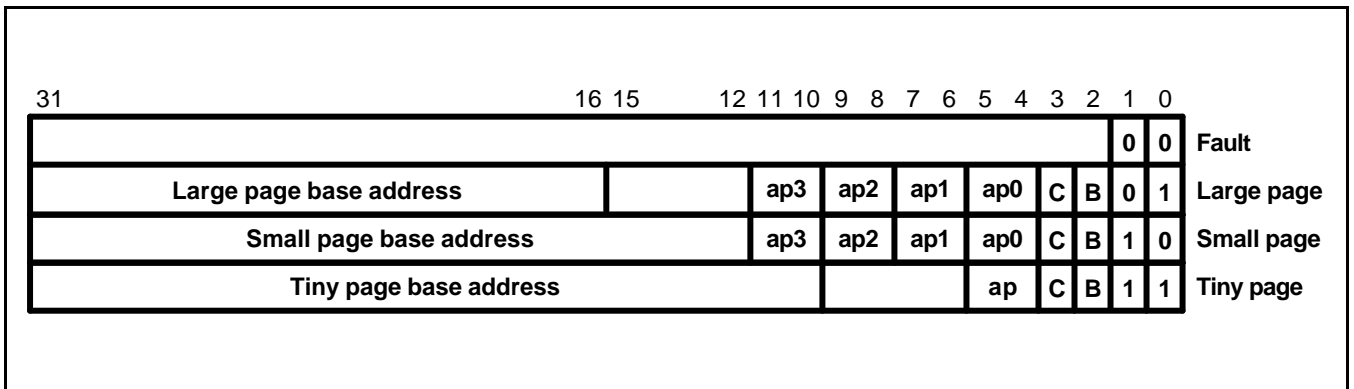 31 16 15 12 11 10 9 8 7 6 5 4 3 2 1 0
0 0 Fault
Large page base address ap3 ap2 ap1 ap0 C B 0 1 Large page
Small page base address ap3 ap2 ap1 ap0 C B 1 0 Small page
Tiny page base address ap C B 1 1 Tiny page